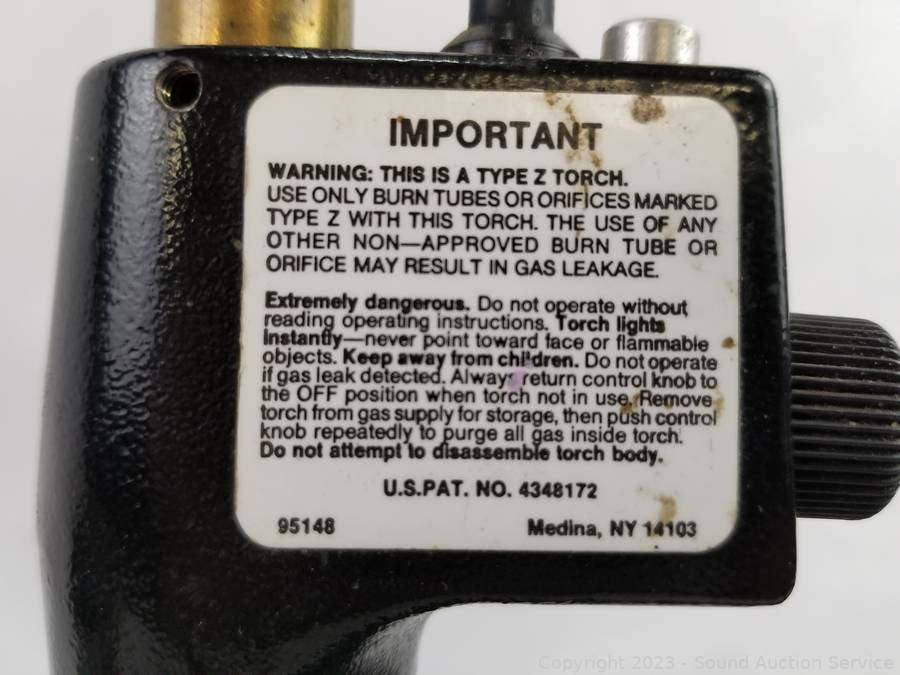 IMPORTANT
WARNING: THIS IS A TYPE Z TORCH.
USE ONLY BURN TUBES OR ORIFICES MARKED
TYPE Z WITH THIS TORCH. THE USE OF ANY
OTHER NON—APPROVED BURN TUBE OR
ORIFICE MAY RESULT IN GAS LEAKAGE.
Extremely dangerous. Do not operate without
reading operating instructions. Torch lights
instantly—never point toward face or flammable
objects. Keep away from children. Do not operate
if gas leak detected. Always return control knob to
the OFF position when torch not in use. Remove
torch from gas supply for storage, then push control
knob repeatedly to purge all gas inside torch.
Do not attempt to disassemble torch body.
U.S.PAT. NO. 4348172
95148 Medina, NY 14103
Copyright 2023 - Sound Auction Service